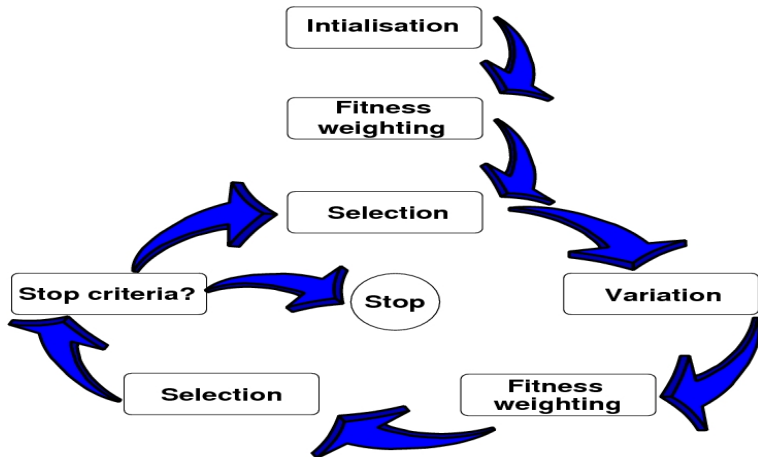 Intialisation
Fitness
weighting
Selection
Stop criteria?
Stop
Variation
Selection
Fitness
weighting